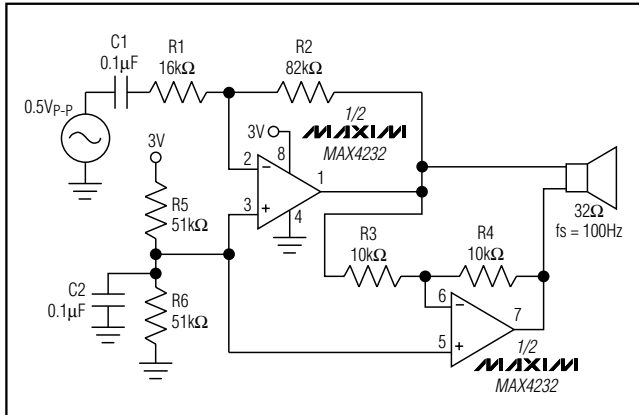 C1
0.1µF
R1
16kΩ
R2
82kΩ
0.5VP-P
1/2
MAXIM
MAX4232
3V
8
2
−
1
3
+
4
3V
R5
51kΩ
C2
0.1µF
R6
51kΩ
R3
10kΩ
R4
10kΩ
32Ω
fs = 100Hz
6
−
7
5
+
1/2
MAXIM
MAX4232